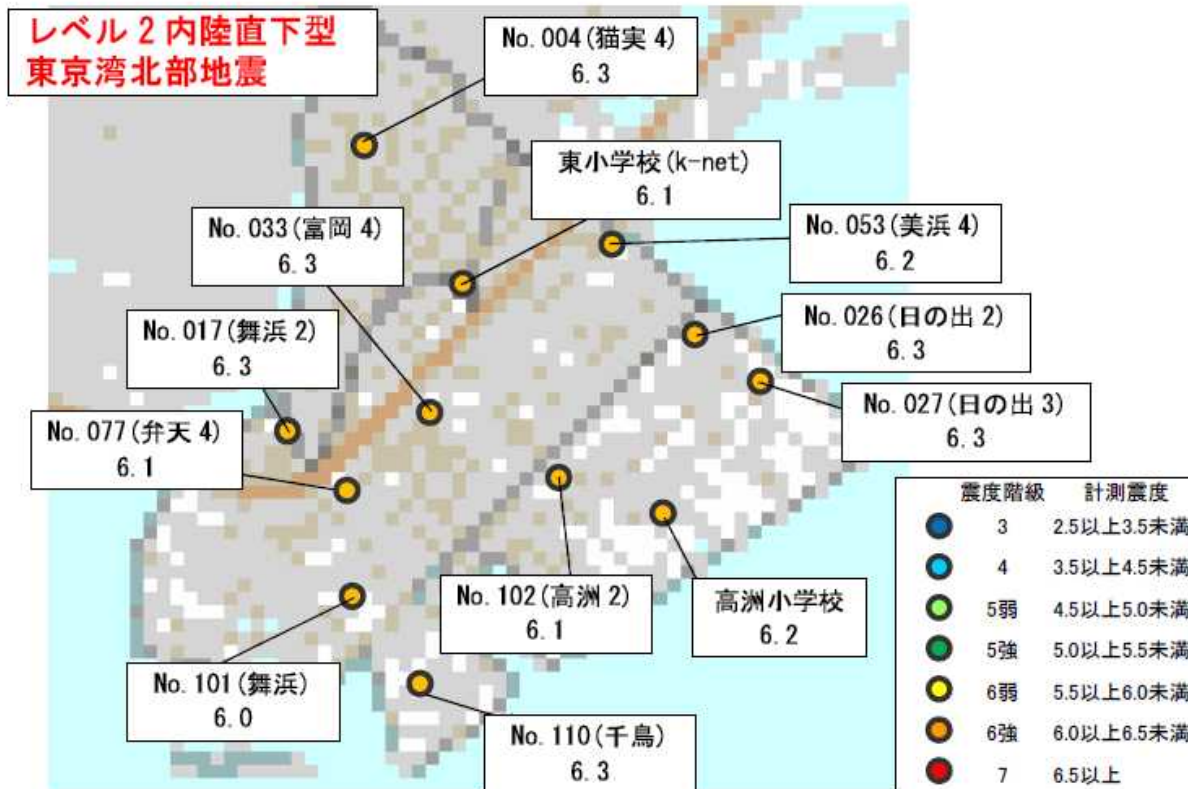 レベル2内陸直下型
東京湾北部地震
No.004(猫実4)
6.3
東小学校(k-net)
6.1
No.033(富岡4)
6.3
No.053(美浜4)
6.2
No.017(舞浜2)
6.3
No.026(日の出2)
6.3
No.077(弁天4)
6.1
No.027(日の出3)
6.3
No.102(高洲2)
6.1
高洲小学校
6.2
No.101(舞浜)
6.0
No.110(千鳥)
6.3
震度階級 計測震度
3 2.5以上3.5未満
4 3.5以上4.5未満
5弱 4.5以上5.0未満
5強 5.0以上5.5未満
6弱 5.5以上6.0未満
6強 6.0以上6.5未満
7 6.5以上